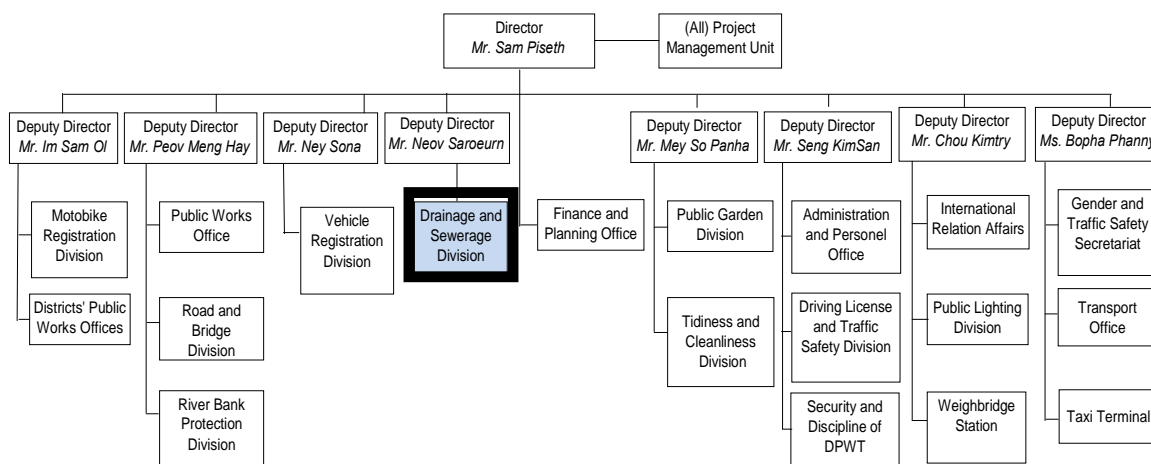 Director
Mr. Sam Piseth
(All) Project
Management Unit
Deputy Director
Mr. Im Sam Ol
Deputy Director
Mr. Peov Meng Hay
Deputy Director
Mr. Ney Sona
Deputy Director
Mr. Neov Saroeurn
Deputy Director
Mr. Mey So Panha
Deputy Director
Mr. Seng KimSan
Deputy Director
Mr. Chou Kimtry
Deputy Director
Ms. Bopha Phanny
Motobike
Registration
Division
Districts' Public
Works Offices
Public Works
Office
Road and
Bridge
Division
River Bank
Protection
Division
Vehicle
Registration
Division
Drainage and
Sewerage
Division
Finance and
Planning Office
Public Garden
Division
Tidiness and
Cleanliness
Division
Administration
and Personel
Office
Driving License
and Traffic
Safety Division
Security and
Discipline of
DPWT
International
Relation Affairs
Public Lighting
Division
Weighbridge
Station
Gender and
Traffic Safety
Secretariat
Transport
Office
Taxi Terminal